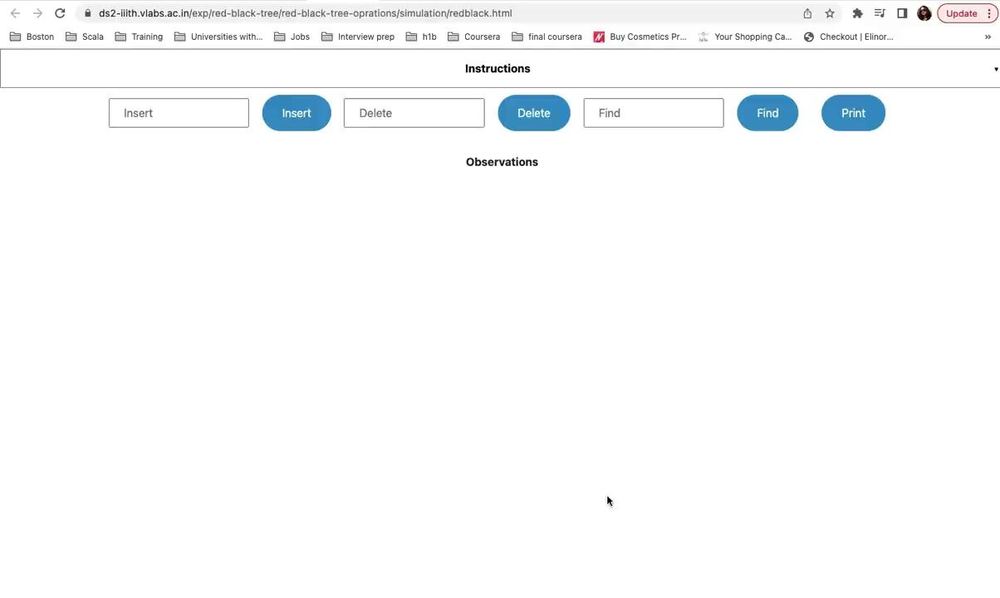 ds2-iiith.vlabs.ac.in/exp/red-black-tree/red-black-tree-oprations/simulation/redblack.html Update
Boston Scala Training Universities with... Jobs Interview prep h1b Coursera final coursera Buy Cosmetics Pr... Your Shopping Ca... Checkout | Elinor... »
Instructions
Insert Insert Delete Delete Find Find Print
Observations